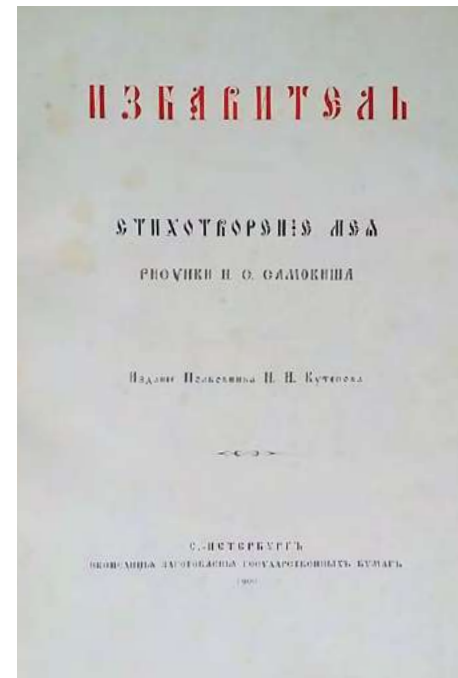 ИЗБАВИТЕЛЬ
СТИХОТВОРЕНІЕ МЕЯ
РИСУНКИ Н. С. САМОКИША
Изданіе Полковника Н. И. Кутепова
С.-ПЕТЕРБУРГЪ
ЭКСПЕДИЦІЯ ЗАГОТОВЛЕНІЯ ГОСУДАРСТВЕННЫХЪ БУМАГЪ